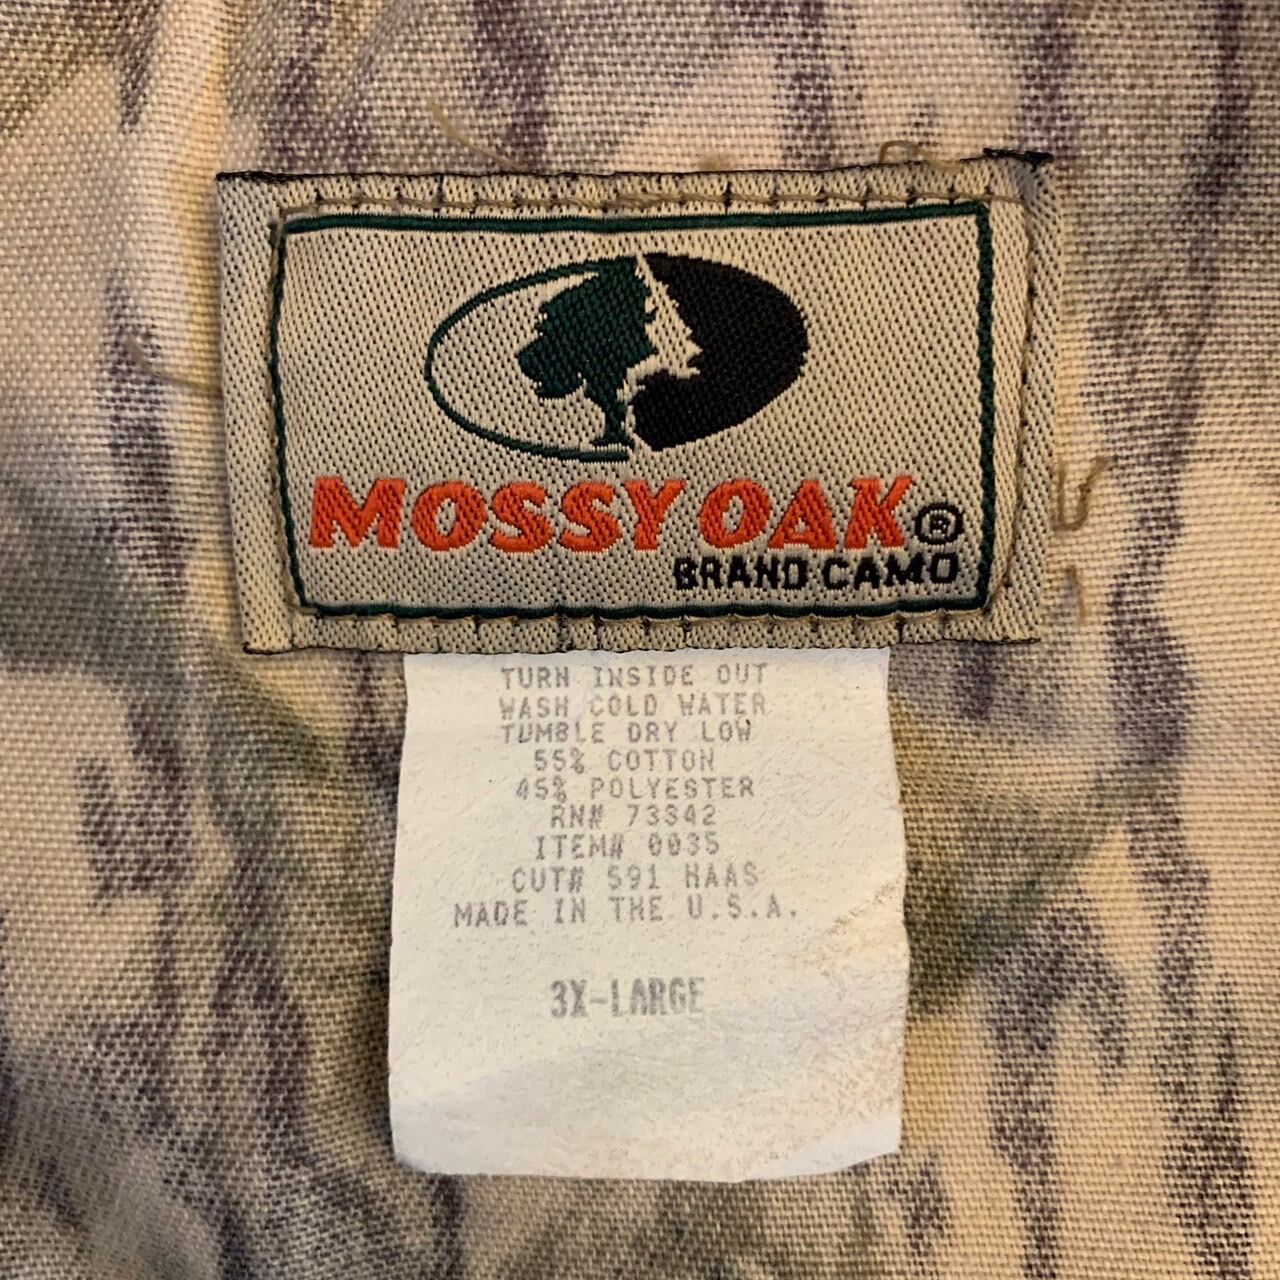 MOSSY OAK®
BRAND CAMO
TURN INSIDE OUT
WASH COLD WATER
TUMBLE DRY LOW
55% COTTON
45% POLYESTER
RN# 73342
ITEM# 0035
CUT# 591 HAAS
MADE IN THE U.S.A.
3X-LARGE